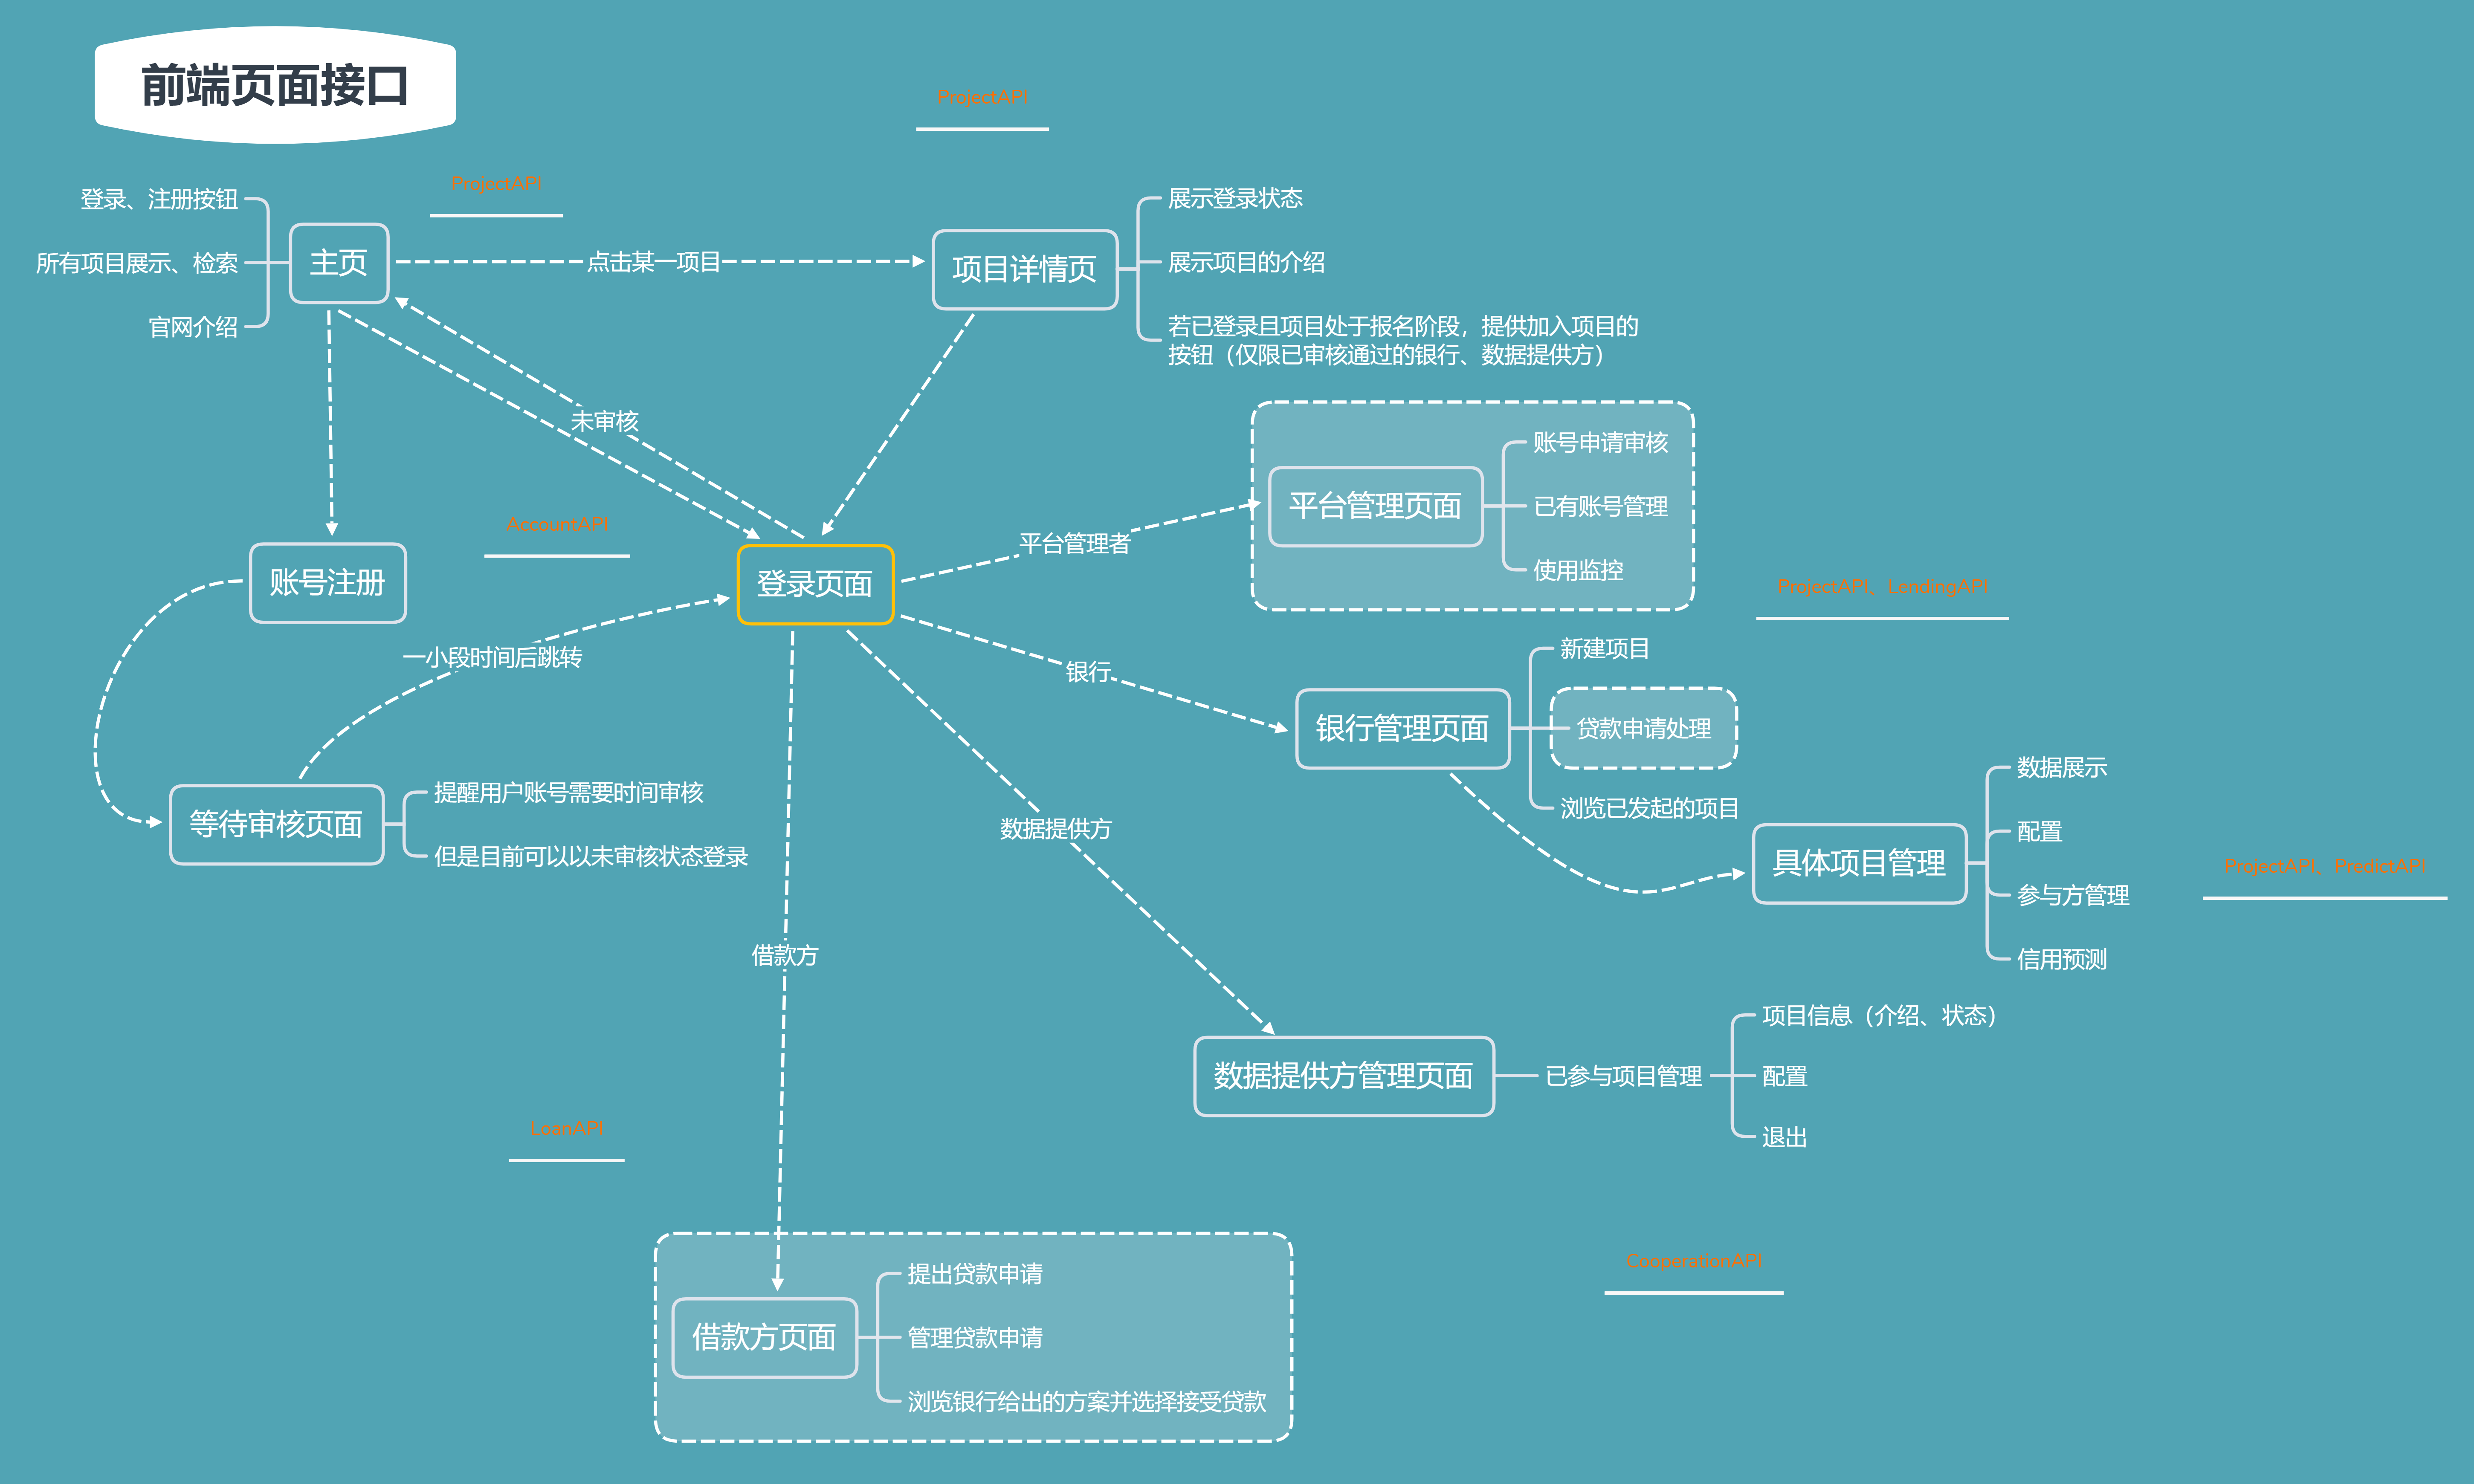 前端页面接口
ProjectAPI
ProjectAPI
登录、注册按钮
所有项目展示、检索
官网介绍
主页
点击某一项目
项目详情页
展示登录状态
展示项目的介绍
若已登录且项目处于报名阶段，提供加入项目的
按钮（仅限已审核通过的银行、数据提供方）
未审核
平台管理页面
账号申请审核
已有账号管理
使用监控
AccountAPI
平台管理者
账号注册
登录页面
ProjectAPI、LendingAPI
一小段时间后跳转
银行
银行管理页面
新建项目
贷款申请处理
浏览已发起的项目
等待审核页面
提醒用户账号需要时间审核
但是目前可以以未审核状态登录
数据提供方
具体项目管理
数据展示
配置
参与方管理
信用预测
ProjectAPI、PredictAPI
借款方
数据提供方管理页面
已参与项目管理
项目信息（介绍、状态）
配置
退出
LoanAPI
CooperationAPI
借款方页面
提出贷款申请
管理贷款申请
浏览银行给出的方案并选择接受贷款